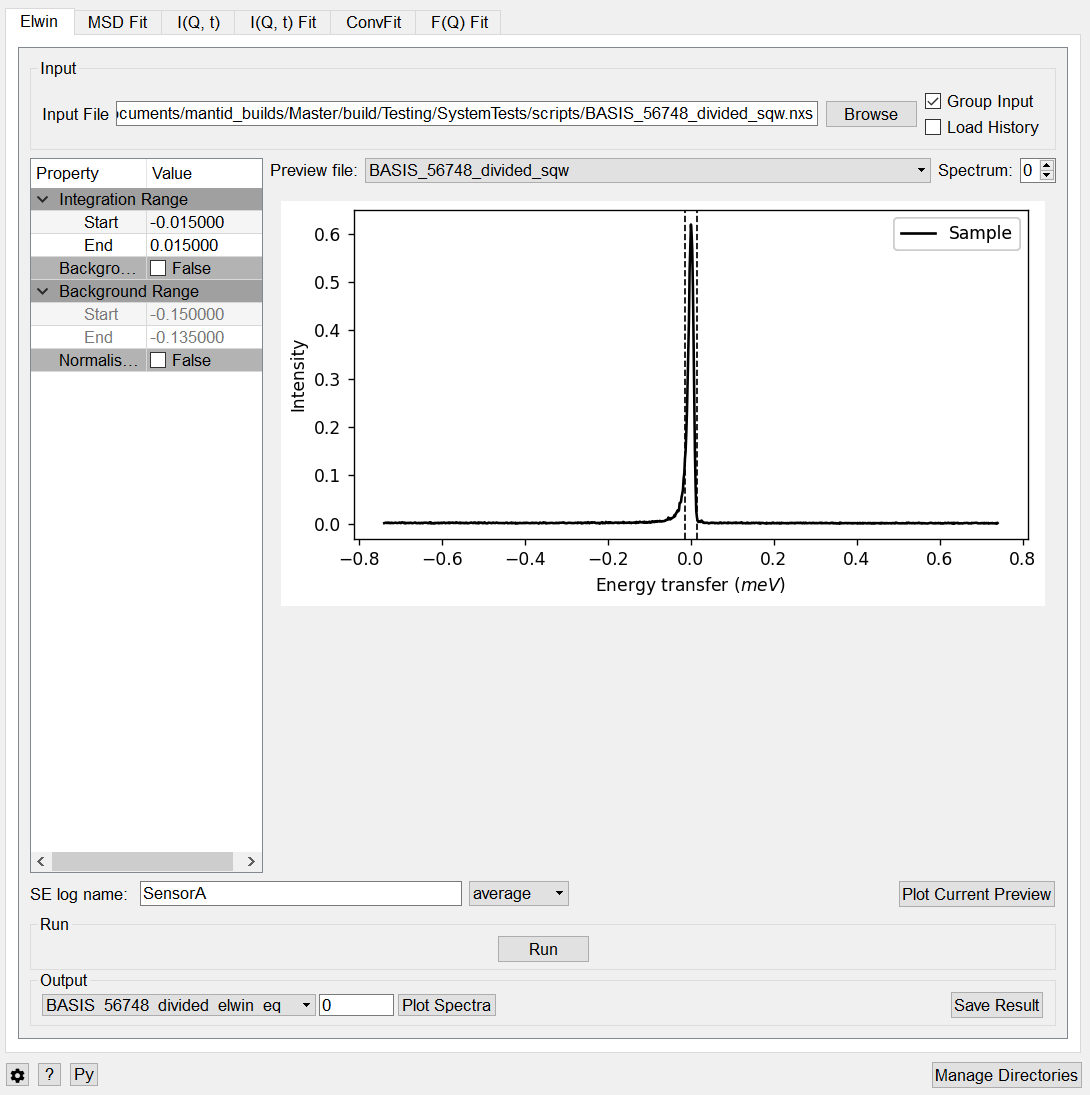 Elwin MSD Fit I(Q, t) I(Q, t) Fit ConvFit F(Q) Fit
Input
Input File cuments/mantid_builds/Master/build/Testing/SystemTests/scripts/BASIS_56748_divided_sqw.nxs Browse
Group Input
Load History
Property Value
Integration Range
Start -0.015000
End 0.015000
Backgro... False
Background Range
Start -0.150000
End -0.135000
Normalis... False
Preview file: BASIS_56748_divided_sqw Spectrum: 0
Sample
0.6
0.5
0.4
0.3
0.2
0.1
0.0
Intensity
−0.8 −0.6 −0.4 −0.2 0.0 0.2 0.4 0.6 0.8
Energy transfer (meV)
SE log name: SensorA average Plot Current Preview
Run
Run
Output
BASIS_56748_divided_elwin_eq 0 Plot Spectra Save Result
? Py Manage Directories